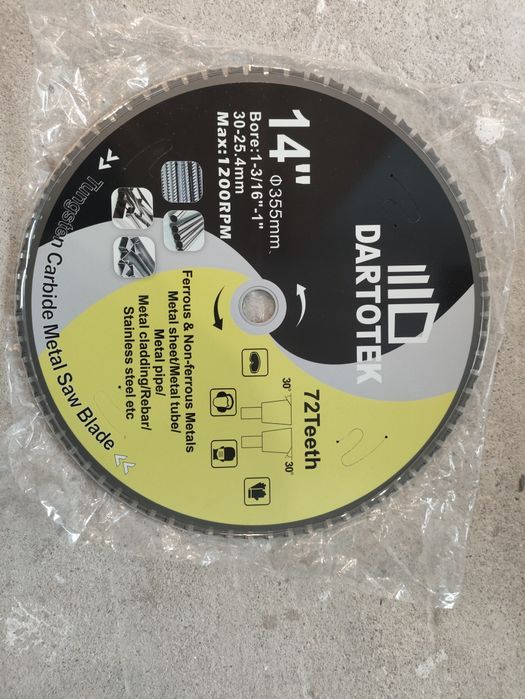 DARTOTEK
14"
Φ355mm、
Bore:1-3/16"-1"
30-25.4mm
Max:1200RPM
72Teeth
30°
30°
Ferrous & Non-ferrous Metals
Metal sheet/Metal tube/
Metal pipe/
Metal cladding/Rebar/
Stainless steel etc
Tungsten Carbide Metal Saw Blade